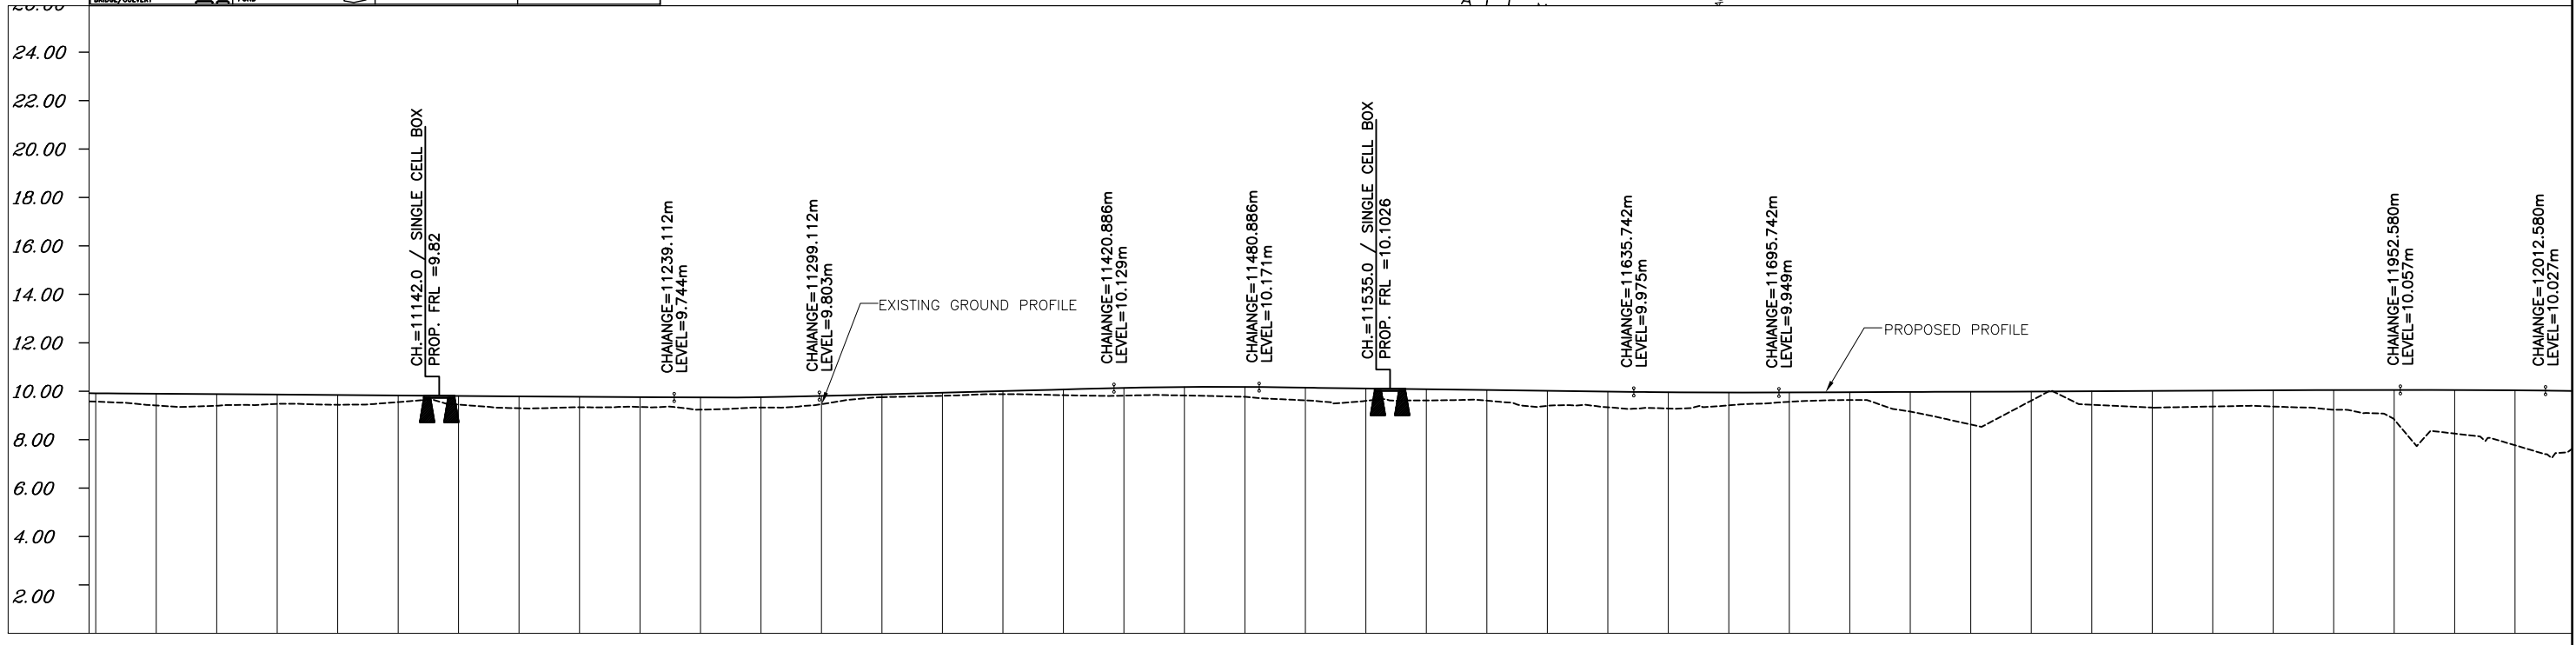 24.00
22.00
20.00
18.00
16.00
14.00
12.00
10.00
8.00
6.00
4.00
2.00
CH.=11142.0 / SINGLE CELL BOX
PROP. FRL =9.82
CHAIANGE=11239.112m
LEVEL=9.744m
CHAIANGE=11299.112m
LEVEL=9.803m
EXISTING GROUND PROFILE
CHAIANGE=11420.886m
LEVEL=10.129m
CHAIANGE=11480.886m
LEVEL=10.171m
CH.=11535.0 / SINGLE CELL BOX
PROP. FRL =10.1026
CHAIANGE=11635.742m
LEVEL=9.975m
CHAIANGE=11695.742m
LEVEL=9.949m
PROPOSED PROFILE
CHAIANGE=11952.580m
LEVEL=10.057m
CHAIANGE=12012.580m
LEVEL=10.027m